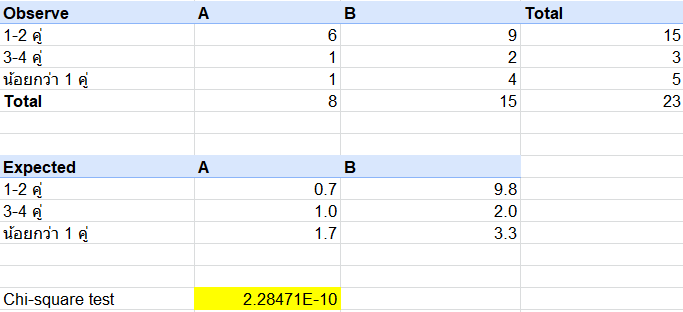 Observe A B Total
1-2 คู่ 6 9 15
3-4 คู่ 1 2 3
น้อยกว่า 1 คู่ 1 4 5
Total 8 15 23
Expected A B
1-2 คู่ 0.7 9.8
3-4 คู่ 1.0 2.0
น้อยกว่า 1 คู่ 1.7 3.3
Chi-square test 2.28471E-10